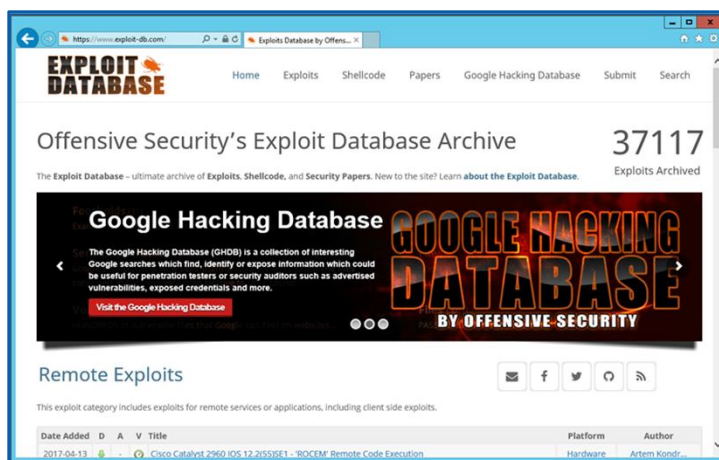 https://www.exploit-db.com/
Exploits Database by Offens...
EXPLOIT
DATABASE
Home Exploits Shellcode Papers Google Hacking Database Submit Search
Offensive Security's Exploit Database Archive
37117
Exploits Archived
The Exploit Database – ultimate archive of Exploits, Shellcode, and Security Papers. New to the site? Learn about the Exploit Database.
Google Hacking Database
The Google Hacking Database (GHDB) is a collection of interesting
Google searches which find, identify or expose information which could
be useful for penetration testers or security auditors such as advertised
vulnerabilities, exposed credentials and more.
Visit the Google Hacking Database
GOOGLE HACKING
DATABASE
BY OFFENSIVE SECURITY
Remote Exploits
This exploit category includes exploits for remote services or applications, including client side exploits.
Date Added D A V Title Platform Author
2017-04-13 - Cisco Catalyst 2960 IOS 12.2(55)SE1 - 'ROCEM' Remote Code Execution Hardware Artem Kondr...